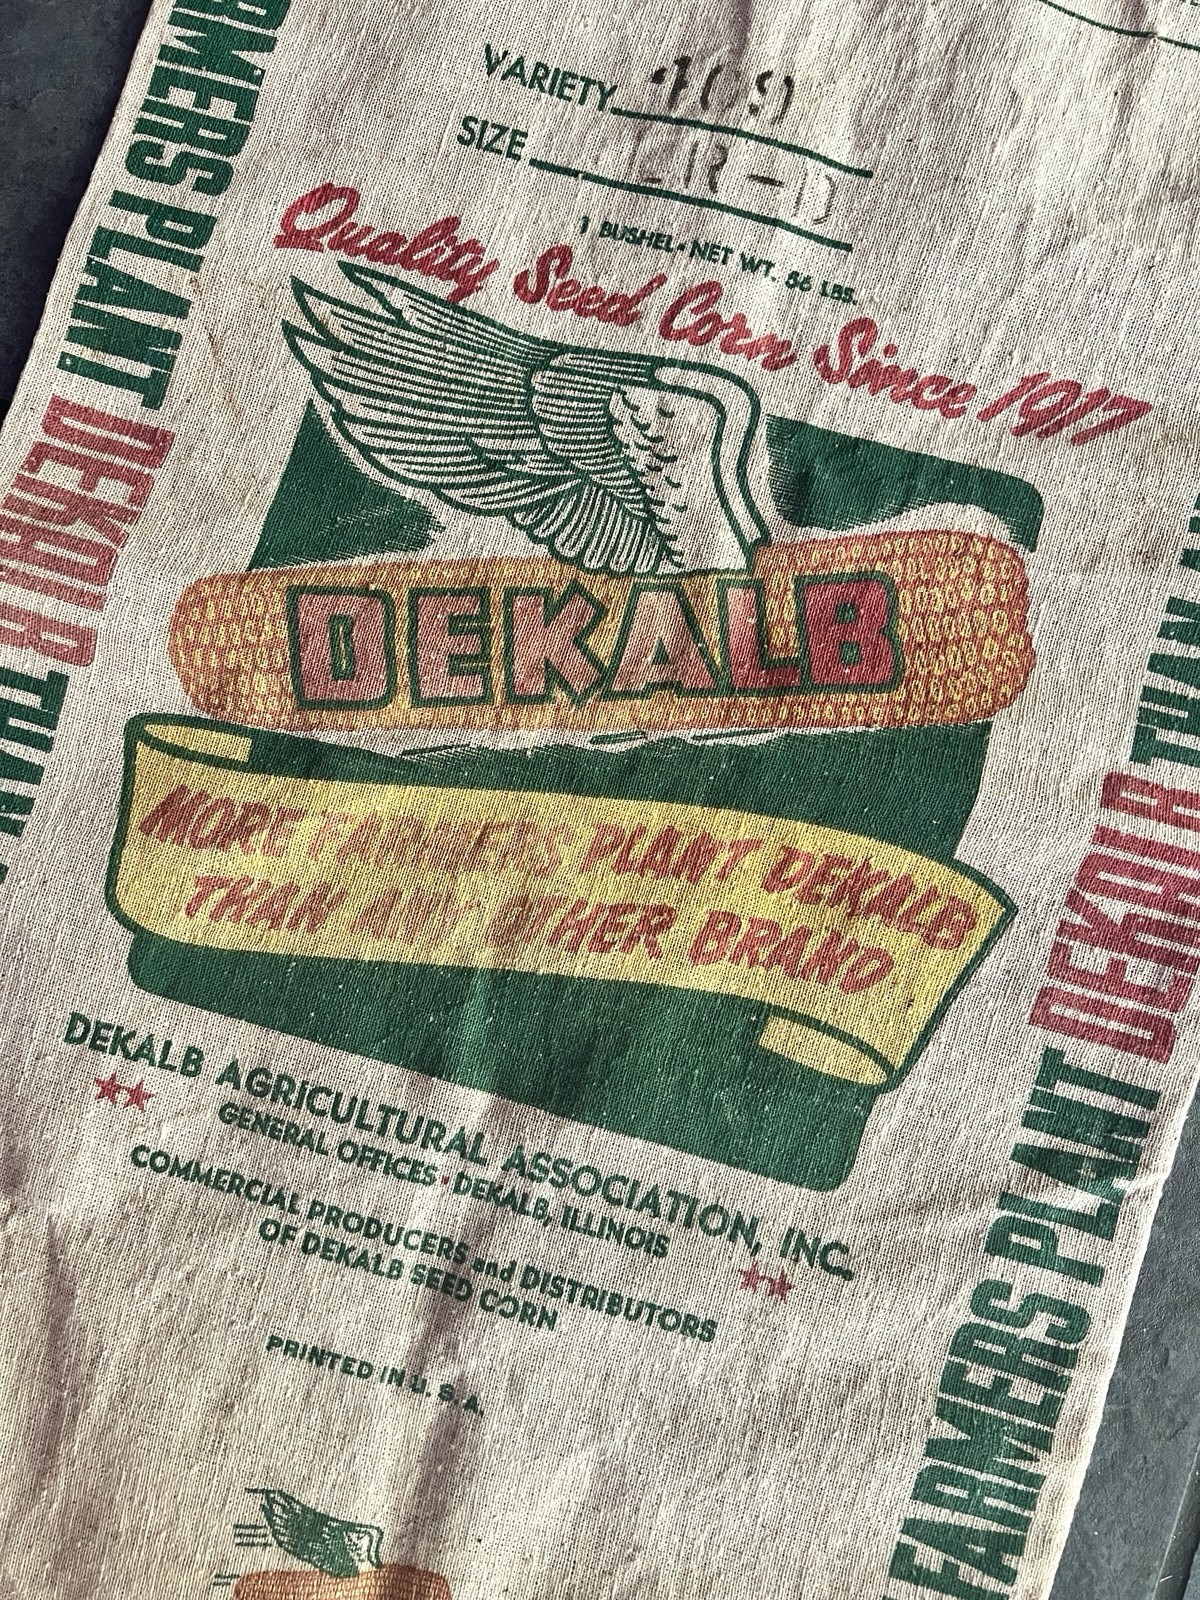 VARIETY 409
SIZE LR-D
1 BUSHEL • NET WT. 56 LBS.
Quality Seed Corn Since 1917
DEKALB
MORE FARMERS PLANT DEKALB
THAN ANY OTHER BRAND
DEKALB AGRICULTURAL ASSOCIATION, INC.
GENERAL OFFICES • DEKALB, ILLINOIS
COMMERCIAL PRODUCERS and DISTRIBUTORS
OF DEKALB SEED CORN
PRINTED IN U. S. A.
FARMERS PLANT DEKALB THAN
FARMERS PLANT DEKALB THAN